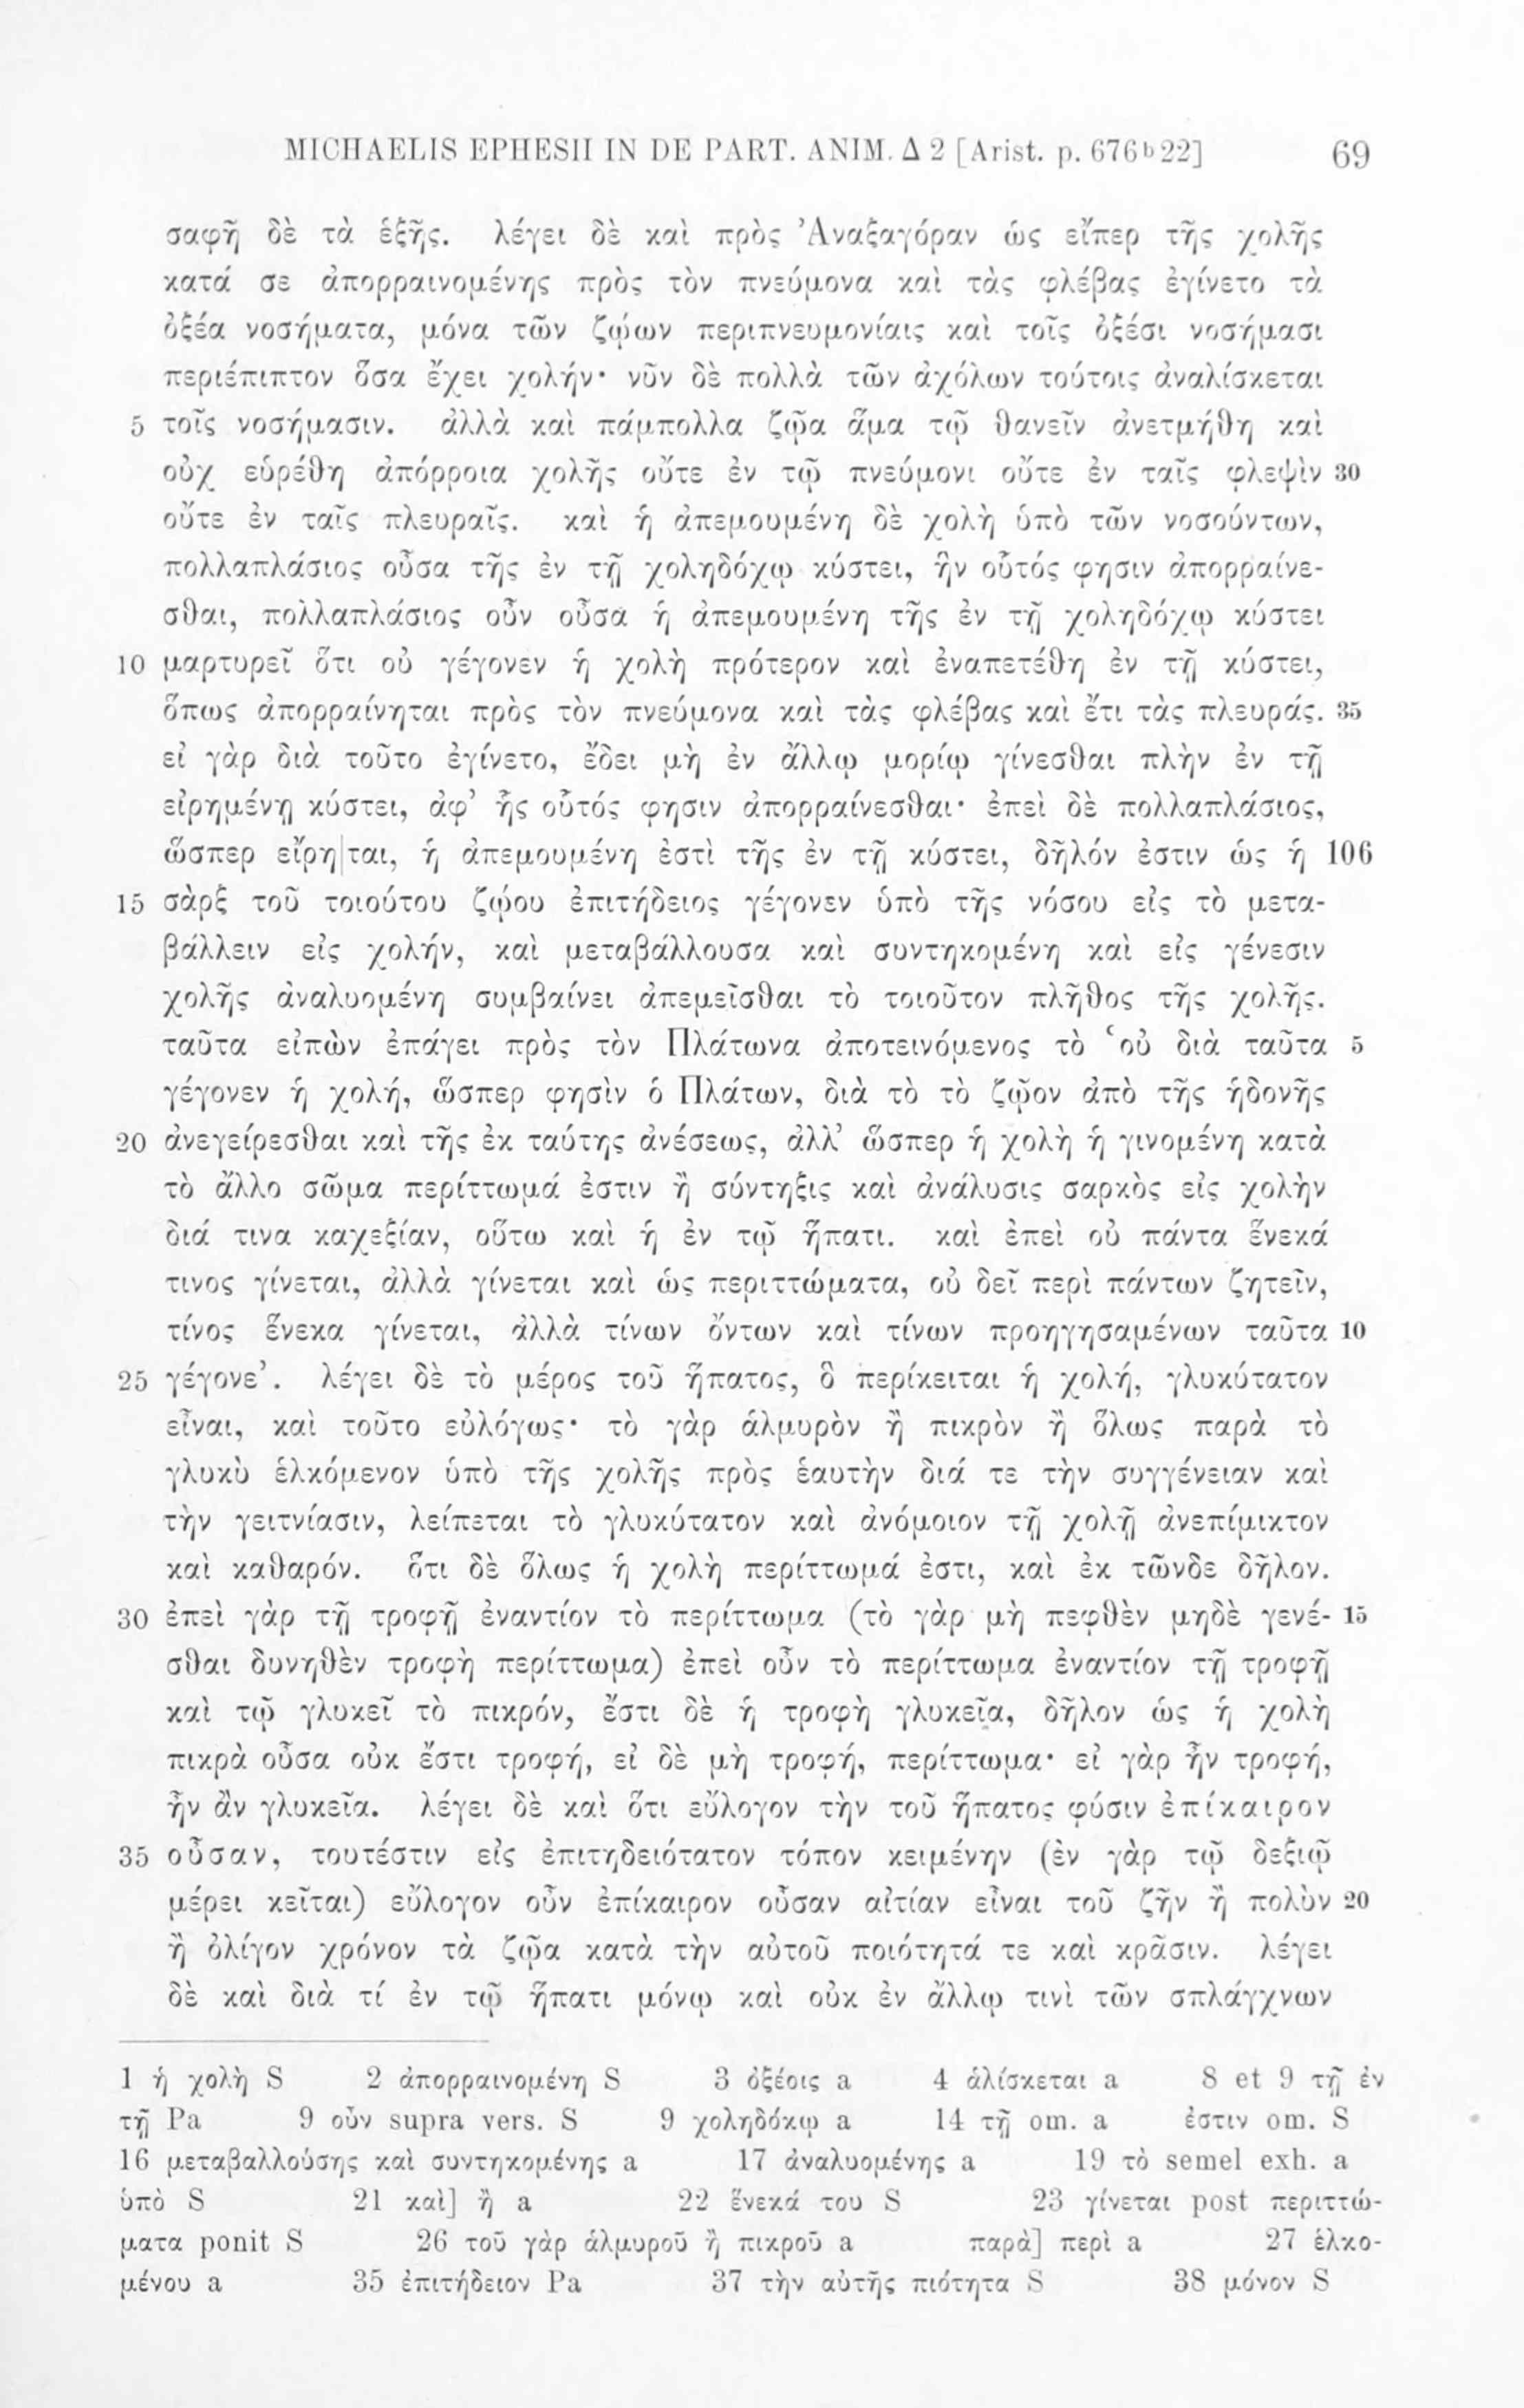 MICHAELIS EPHESII IN DE PART. ANIM. Δ 2 [Arist. p. 676b22] 69
σαφῆ δὲ τὰ ἑξῆς. λέγει δὲ καὶ πρὸς Ἀναξαγόραν ὡς εἴπερ τῆς χολῆς
κατά σε ἀπορραινομένης πρὸς τὸν πνεύμονα καὶ τὰς φλέβας ἐγίνετο τὰ
ὀξέα νοσήματα, μόνα τῶν ζῴων περιπνευμονίαις καὶ τοῖς ὀξέσι νοσήμασι
περιέπιπτον ὅσα ἔχει χολήν· νῦν δὲ πολλὰ τῶν ἀχόλων τούτοις ἀναλίσκεται
5 τοῖς νοσήμασιν. ἀλλὰ καὶ πάμπολλα ζῷα ἅμα τῷ θανεῖν ἀνετμήθη καὶ
οὐχ εὑρέθη ἀπόρροια χολῆς οὔτε ἐν τῷ πνεύμονι οὔτε ἐν ταῖς φλεψὶν 30
οὔτε ἐν ταῖς πλευραῖς. καὶ ἡ ἀπεμουμένη δὲ χολὴ ὑπὸ τῶν νοσούντων,
πολλαπλάσιος οὖσα τῆς ἐν τῇ χοληδόχῳ κύστει, ἣν οὗτός φησιν ἀπορραίνε-
σθαι, πολλαπλάσιος οὖν οὖσα ἡ ἀπεμουμένη τῆς ἐν τῇ χοληδόχῳ κύστει
10 μαρτυρεῖ ὅτι οὐ γέγονεν ἡ χολὴ πρότερον καὶ ἐναπετέθη ἐν τῇ κύστει,
ὅπως ἀπορραίνηται πρὸς τὸν πνεύμονα καὶ τὰς φλέβας καὶ ἔτι τὰς πλευράς. 35
εἰ γὰρ διὰ τοῦτο ἐγίνετο, ἔδει μὴ ἐν ἄλλῳ μορίῳ γίνεσθαι πλὴν ἐν τῇ
εἰρημένῃ κύστει, ἀφ’ ἧς οὗτός φησιν ἀπορραίνεσθαι· ἐπεὶ δὲ πολλαπλάσιος,
ὥσπερ εἴρη|ται, ἡ ἀπεμουμένη ἐστὶ τῆς ἐν τῇ κύστει, δῆλόν ἐστιν ὡς ἡ 106
15 σὰρξ τοῦ τοιούτου ζῴου ἐπιτήδειος γέγονεν ὑπὸ τῆς νόσου εἰς τὸ μετα-
βάλλειν εἰς χολήν, καὶ μεταβάλλουσα καὶ συντηκομένη καὶ εἰς γένεσιν
χολῆς ἀναλυομένη συμβαίνει ἀπεμεῖσθαι τὸ τοιοῦτον πλῆθος τῆς χολῆς.
ταῦτα εἰπὼν ἐπάγει πρὸς τὸν Πλάτωνα ἀποτεινόμενος τὸ ‘οὐ διὰ ταῦτα 5
γέγονεν ἡ χολή, ὥσπερ φησὶν ὁ Πλάτων, διὰ τὸ τὸ ζῷον ἀπὸ τῆς ἡδονῆς
20 ἀνεγείρεσθαι καὶ τῆς ἐκ ταύτης ἀνέσεως, ἀλλ’ ὥσπερ ἡ χολὴ ἡ γινομένη κατὰ
τὸ ἄλλο σῶμα περίττωμά ἐστιν ἢ σύντηξις καὶ ἀνάλυσις σαρκὸς εἰς χολὴν
διά τινα καχεξίαν, οὕτω καὶ ἡ ἐν τῷ ἥπατι. καὶ ἐπεὶ οὐ πάντα ἕνεκά
τινος γίνεται, ἀλλὰ γίνεται καὶ ὡς περιττώματα, οὐ δεῖ περὶ πάντων ζητεῖν,
τίνος ἕνεκα γίνεται, ἀλλὰ τίνων ὄντων καὶ τίνων προηγησαμένων ταῦτα 10
25 γέγονε’. λέγει δὲ τὸ μέρος τοῦ ἥπατος, ὃ περίκειται ἡ χολή, γλυκύτατον
εἶναι, καὶ τοῦτο εὐλόγως· τὸ γὰρ ἁλμυρὸν ἢ πικρὸν ἢ ὅλως παρὰ τὸ
γλυκὺ ἑλκόμενον ὑπὸ τῆς χολῆς πρὸς ἑαυτὴν διά τε τὴν συγγένειαν καὶ
τὴν γειτνίασιν, λείπεται τὸ γλυκύτατον καὶ ἀνόμοιον τῇ χολῇ ἀνεπίμικτον
καὶ καθαρόν. ὅτι δὲ ὅλως ἡ χολὴ περίττωμά ἐστι, καὶ ἐκ τῶνδε δῆλον.
30 ἐπεὶ γὰρ τῇ τροφῇ ἐναντίον τὸ περίττωμα (τὸ γὰρ μὴ πεφθὲν μηδὲ γενέ- 15
σθαι δυνηθὲν τροφὴ περίττωμα) ἐπεὶ οὖν τὸ περίττωμα ἐναντίον τῇ τροφῇ
καὶ τῷ γλυκεῖ τὸ πικρόν, ἔστι δὲ ἡ τροφὴ γλυκεῖα, δῆλον ὡς ἡ χολὴ
πικρὰ οὖσα οὐκ ἔστι τροφή, εἰ δὲ μὴ τροφή, περίττωμα· εἰ γὰρ ἦν τροφή,
ἦν ἂν γλυκεῖα. λέγει δὲ καὶ ὅτι εὔλογον τὴν τοῦ ἥπατος φύσιν ἐπίκαιρον
35 οὖσαν, τουτέστιν εἰς ἐπιτηδειότατον τόπον κειμένην (ἐν γὰρ τῷ δεξιῷ
μέρει κεῖται) εὔλογον οὖν ἐπίκαιρον οὖσαν αἰτίαν εἶναι τοῦ ζῆν ἢ πολὺν 20
ἢ ὀλίγον χρόνον τὰ ζῷα κατὰ τὴν αὑτοῦ ποιότητά τε καὶ κρᾶσιν. λέγει
δὲ καὶ διὰ τί ἐν τῷ ἥπατι μόνῳ καὶ οὐκ ἐν ἄλλῳ τινὶ τῶν σπλάγχνων
1 ἡ χολὴ S 2 ἀπορραινομένη S 3 ὀξέοις a 4 ἁλίσκεται a 8 et 9 τῇ ἐν
τῇ Pa 9 οὖν supra vers. S 9 χοληδόκῳ a 14 τῇ om. a ἐστιν om. S
16 μεταβαλλούσης καὶ συντηκομένης a 17 ἀναλυομένης a 19 τὸ semel exh. a
ὑπὸ S 21 καὶ] ἢ a 22 ἕνεκά του S 23 γίνεται post περιττώ-
ματα ponit S 26 τοῦ γὰρ ἁλμυροῦ ἢ πικροῦ a παρὰ] περὶ a 27 ἑλκο-
μένου a 35 ἐπιτήδειον Pa 37 τὴν αὐτῆς πιότητα S 38 μόνον S